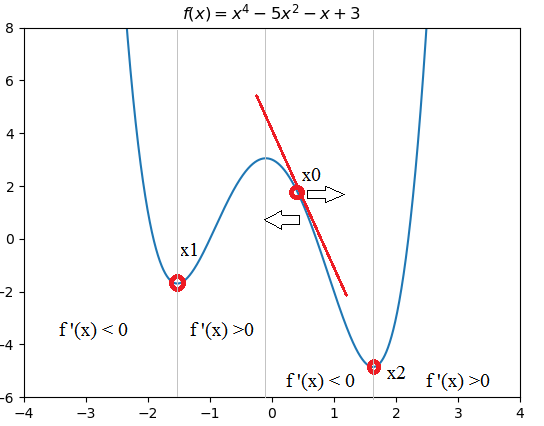 f(x) = x⁴ − 5x² − x + 3
8
6
4
2
0
−2
−4
−6
−4 −3 −2 −1 0 1 2 3 4
x0
x1
x2
f '(x) < 0
f '(x) >0
f '(x) < 0
f '(x) >0